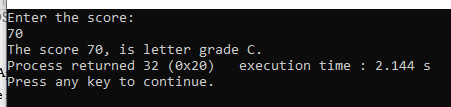 Enter the score:
70
The score 70, is letter grade C.
Process returned 32 (0x20)   execution time : 2.144 s
Press any key to continue.